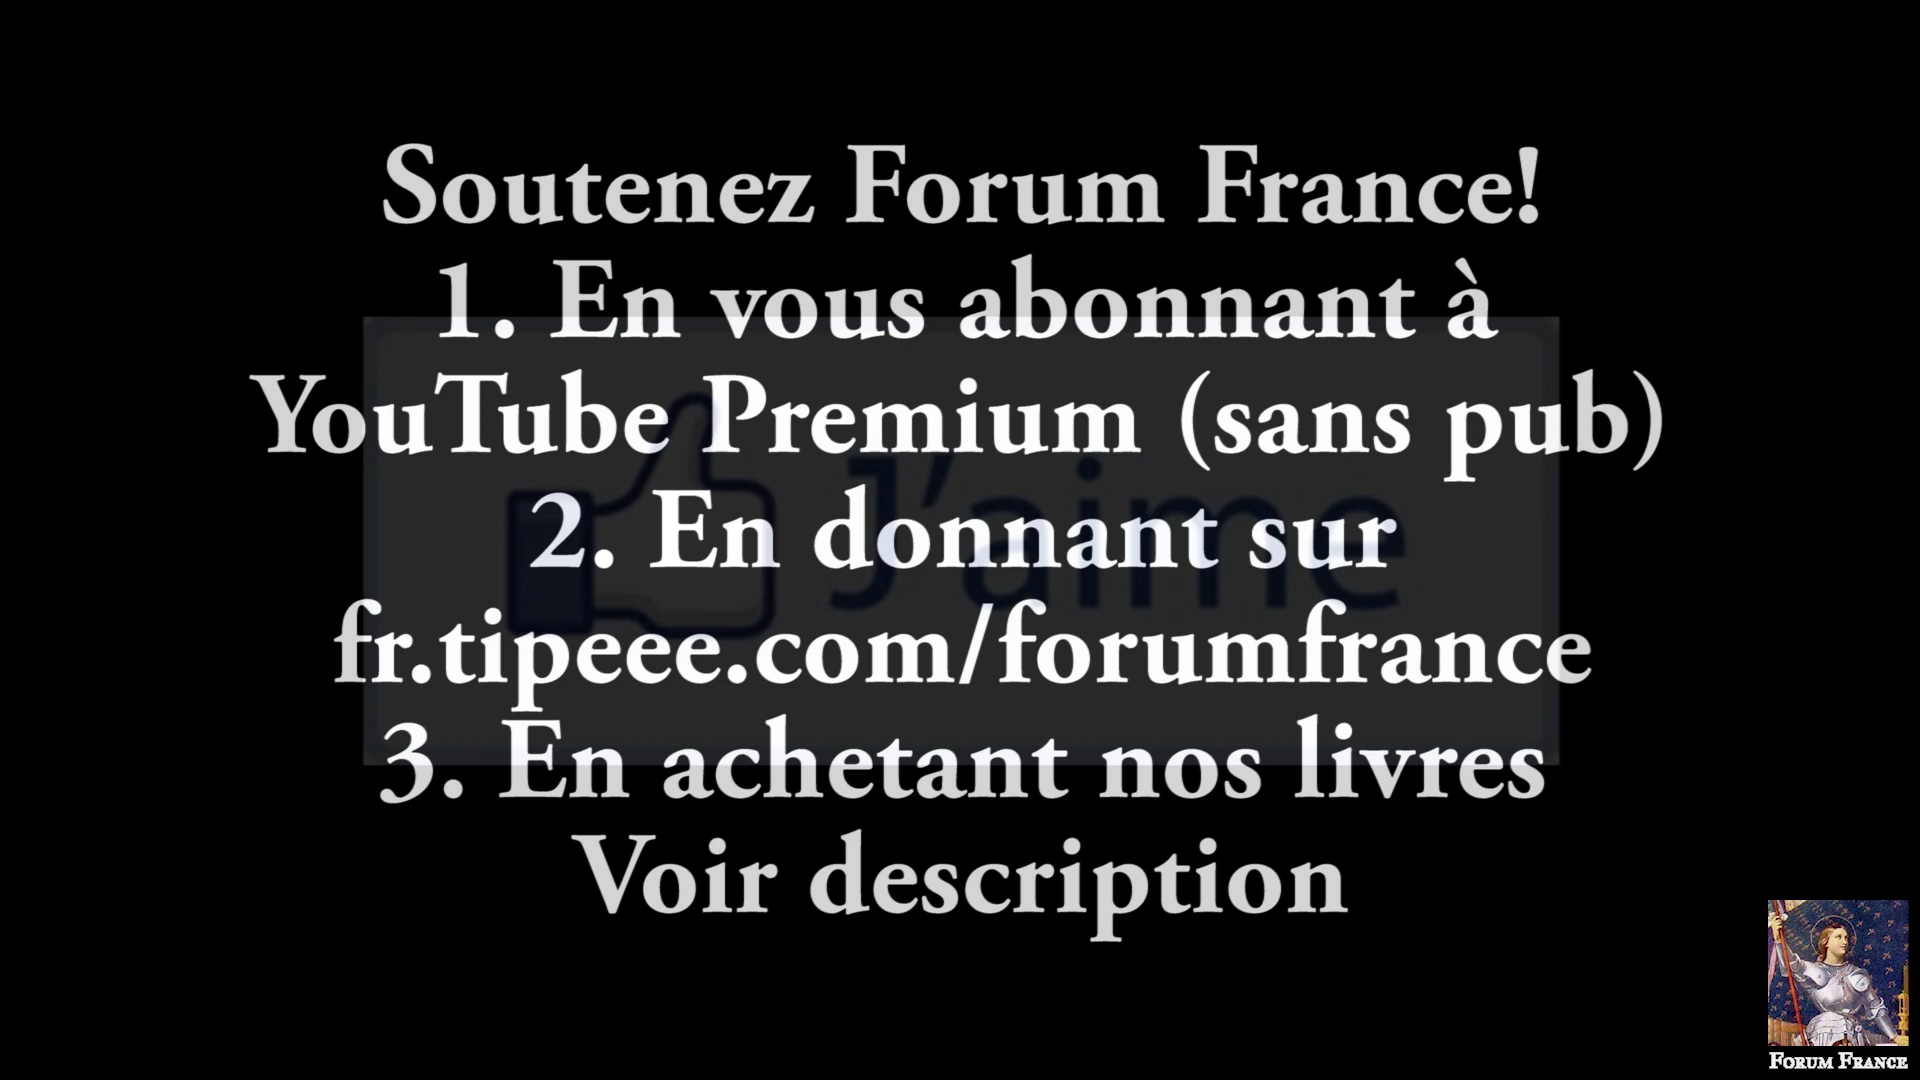 Soutenez Forum France!
1. En vous abonnant à
YouTube Premium (sans pub)
2. En donnant sur
J'aime
fr.tipeee.com/forumfrance
3. En achetant nos livres
Voir description
FORUM FRANCE